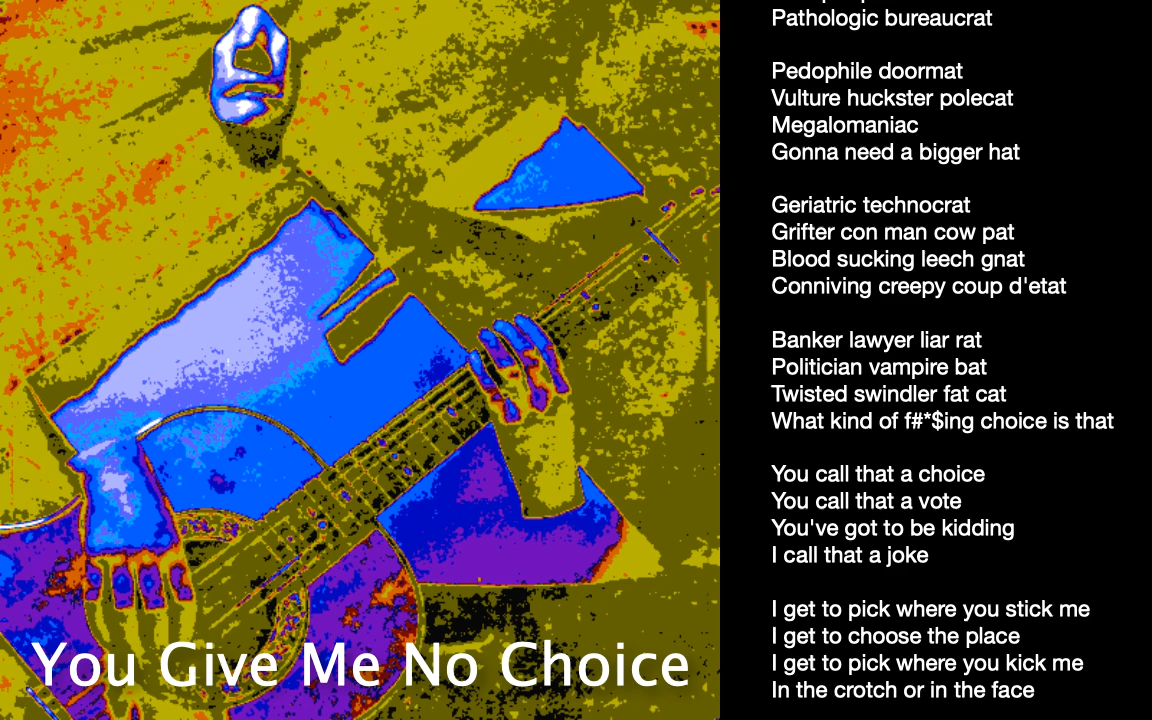 You Give Me No Choice
Pathologic bureaucrat
Pedophile doormat
Vulture huckster polecat
Megalomaniac
Gonna need a bigger hat
Geriatric technocrat
Grifter con man cow pat
Blood sucking leech gnat
Conniving creepy coup d'etat
Banker lawyer liar rat
Politician vampire bat
Twisted swindler fat cat
What kind of f#*$ing choice is that
You call that a choice
You call that a vote
You've got to be kidding
I call that a joke
I get to pick where you stick me
I get to choose the place
I get to pick where you kick me
In the crotch or in the face